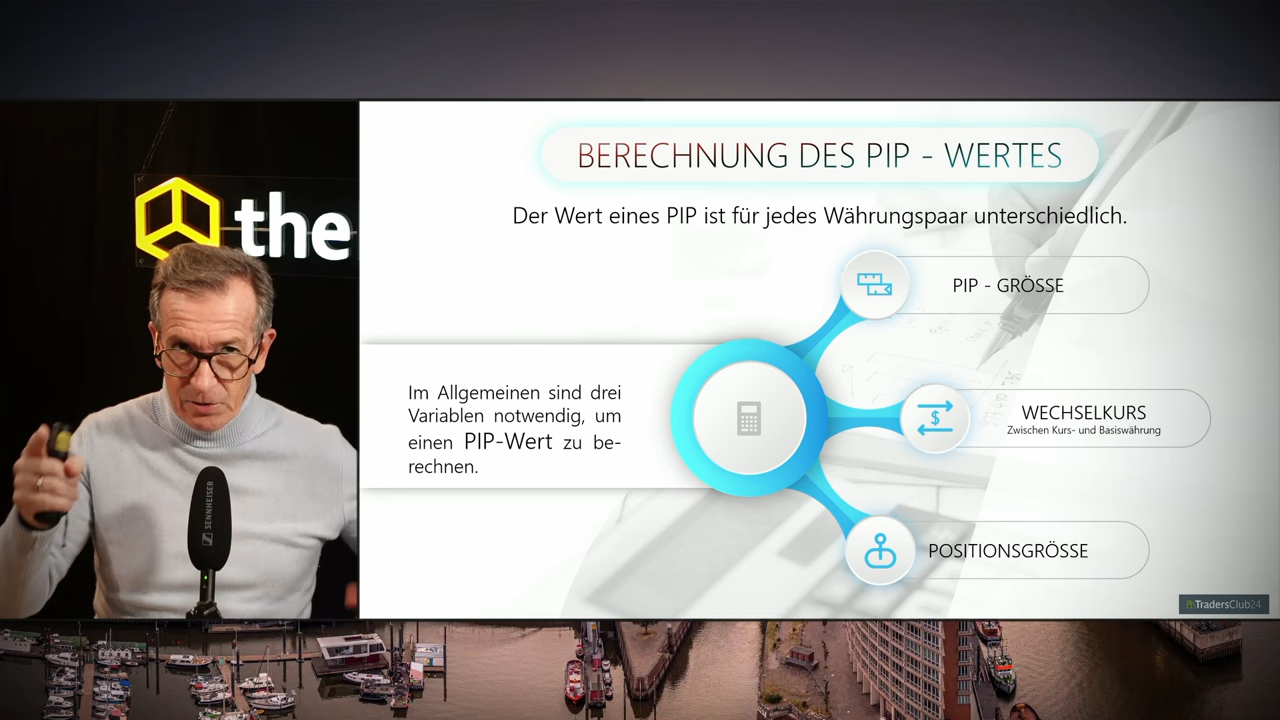 the
SENNHEISER
BERECHNUNG DES PIP - WERTES
Der Wert eines PIP ist für jedes Währungspaar unterschiedlich.
PIP - GRÖSSE
Im Allgemeinen sind drei
Variablen notwendig, um
einen PIP-Wert zu be-
rechnen.
$
WECHSELKURS
Zwischen Kurs- und Basiswährung
POSITIONSGRÖSSE
TradersClub24